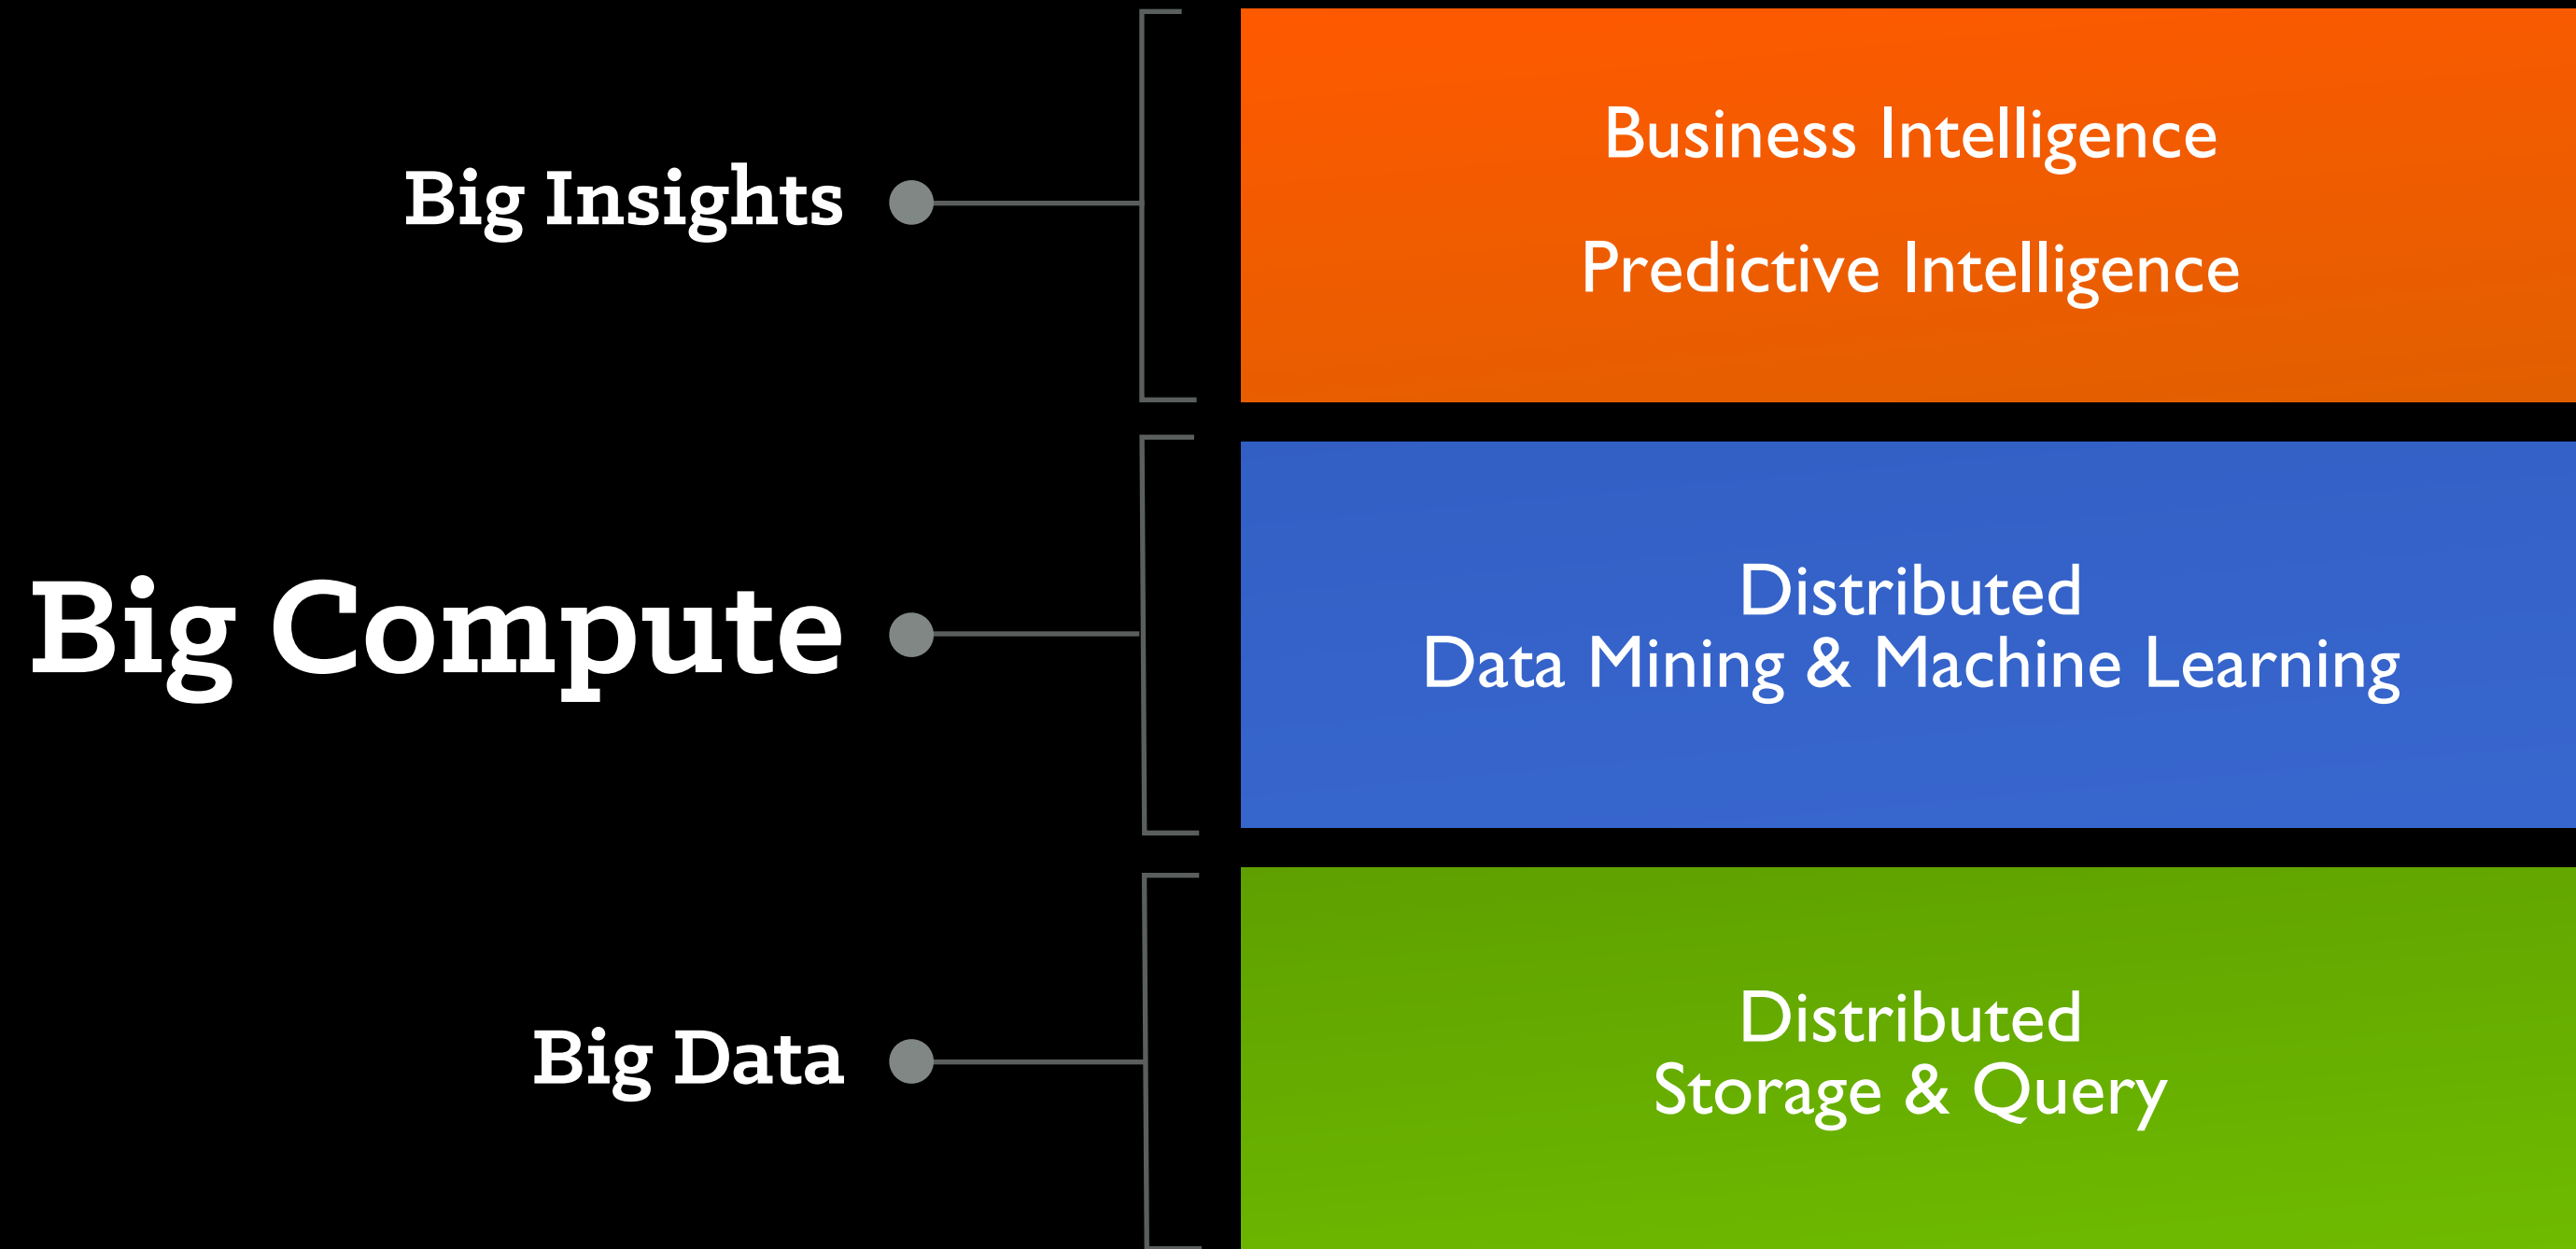 Big Insights
Business Intelligence
Predictive Intelligence
Big Compute
Distributed
Data Mining & Machine Learning
Big Data
Distributed
Storage & Query